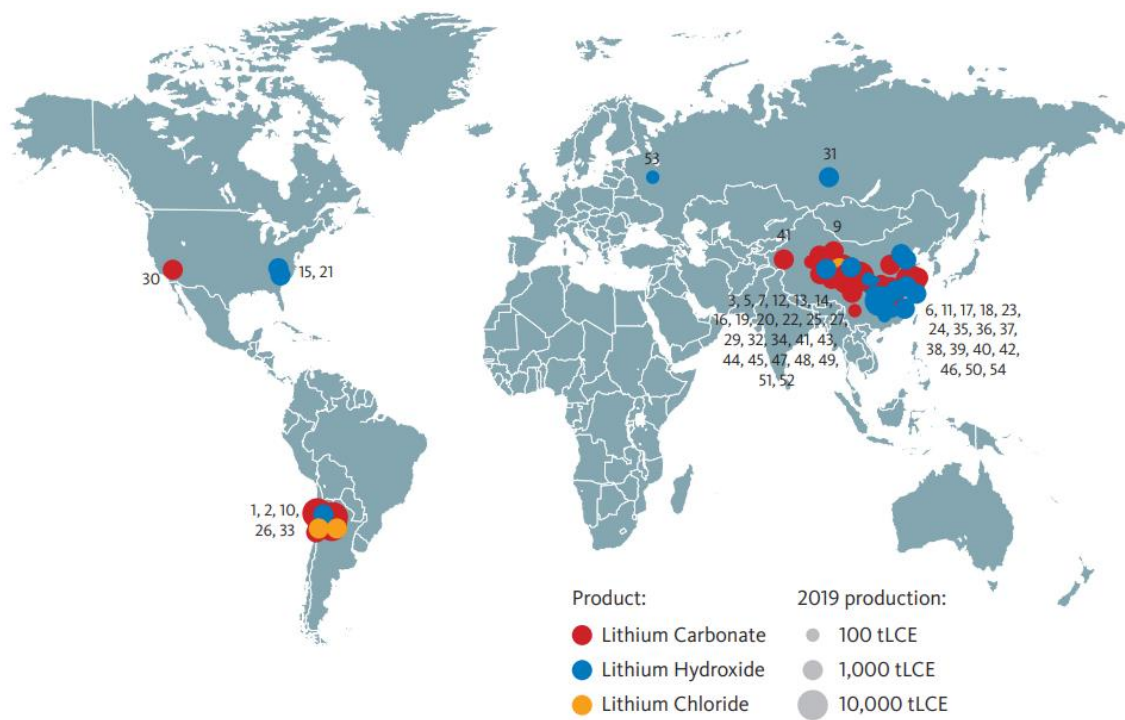 53
31
9
41
30
15, 21
3, 5, 7, 12, 13, 14,
16, 19, 20, 22, 25, 27,
29, 32, 34, 41, 43,
44, 45, 47, 48, 49,
51, 52
6, 11, 17, 18, 23,
24, 35, 36, 37,
38, 39, 40, 42,
46, 50, 54
1, 2, 10,
26, 33
Product:
Lithium Carbonate
Lithium Hydroxide
Lithium Chloride
2019 production:
100 tLCE
1,000 tLCE
10,000 tLCE